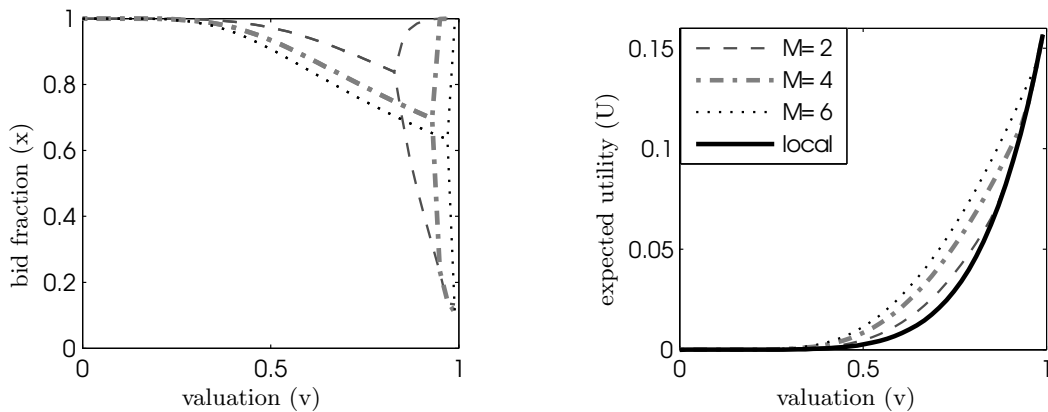 1
0.8
0.6
0.4
0.2
0
0
0.5
1
bid fraction (x)
valuation (v)
M= 2
M= 4
M= 6
local
0.15
0.1
0.05
0
0
0.5
1
expected utility (U)
valuation (v)